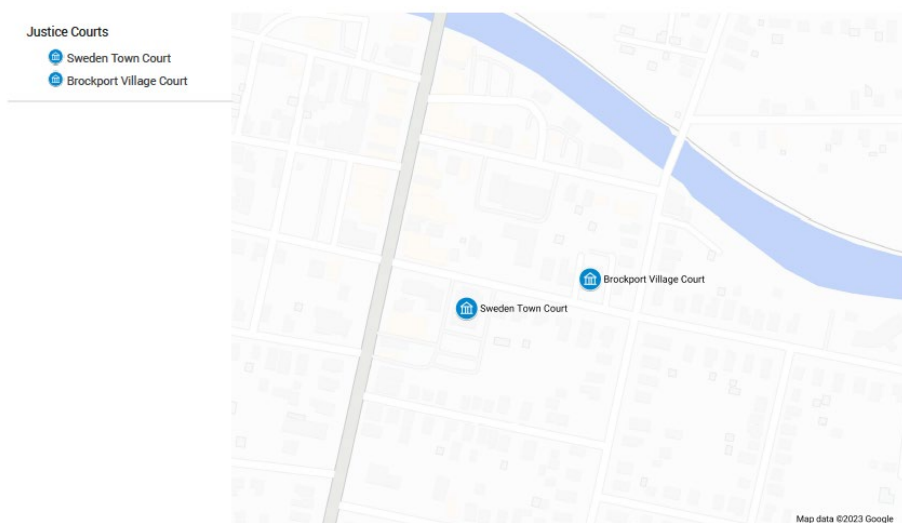 Justice Courts
Sweden Town Court
Brockport Village Court
Brockport Village Court
Sweden Town Court
Map data ©2023 Google